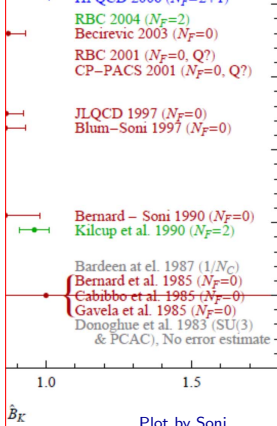 RBC 2004 (N_F=2)
Becirevic 2003 (N_F=0)
RBC 2001 (N_F=0, Q?)
CP-PACS 2001 (N_F=0, Q?)
JLQCD 1997 (N_F=0)
Blum-Soni 1997 (N_F=0)
Bernard - Soni 1990 (N_F=0)
Kilcup et al. 1990 (N_F=2)
Bardeen at el. 1987 (1/N_C)
Bernard et al. 1985 (N_F=0)
Cabibbo et al. 1985 (N_F=0)
Gavela et al. 1985 (N_F=0)
Donoghue et al. 1983 (SU(3)
& PCAC), No error estimate
1.0 1.5
B̂_K
Plot by Soni